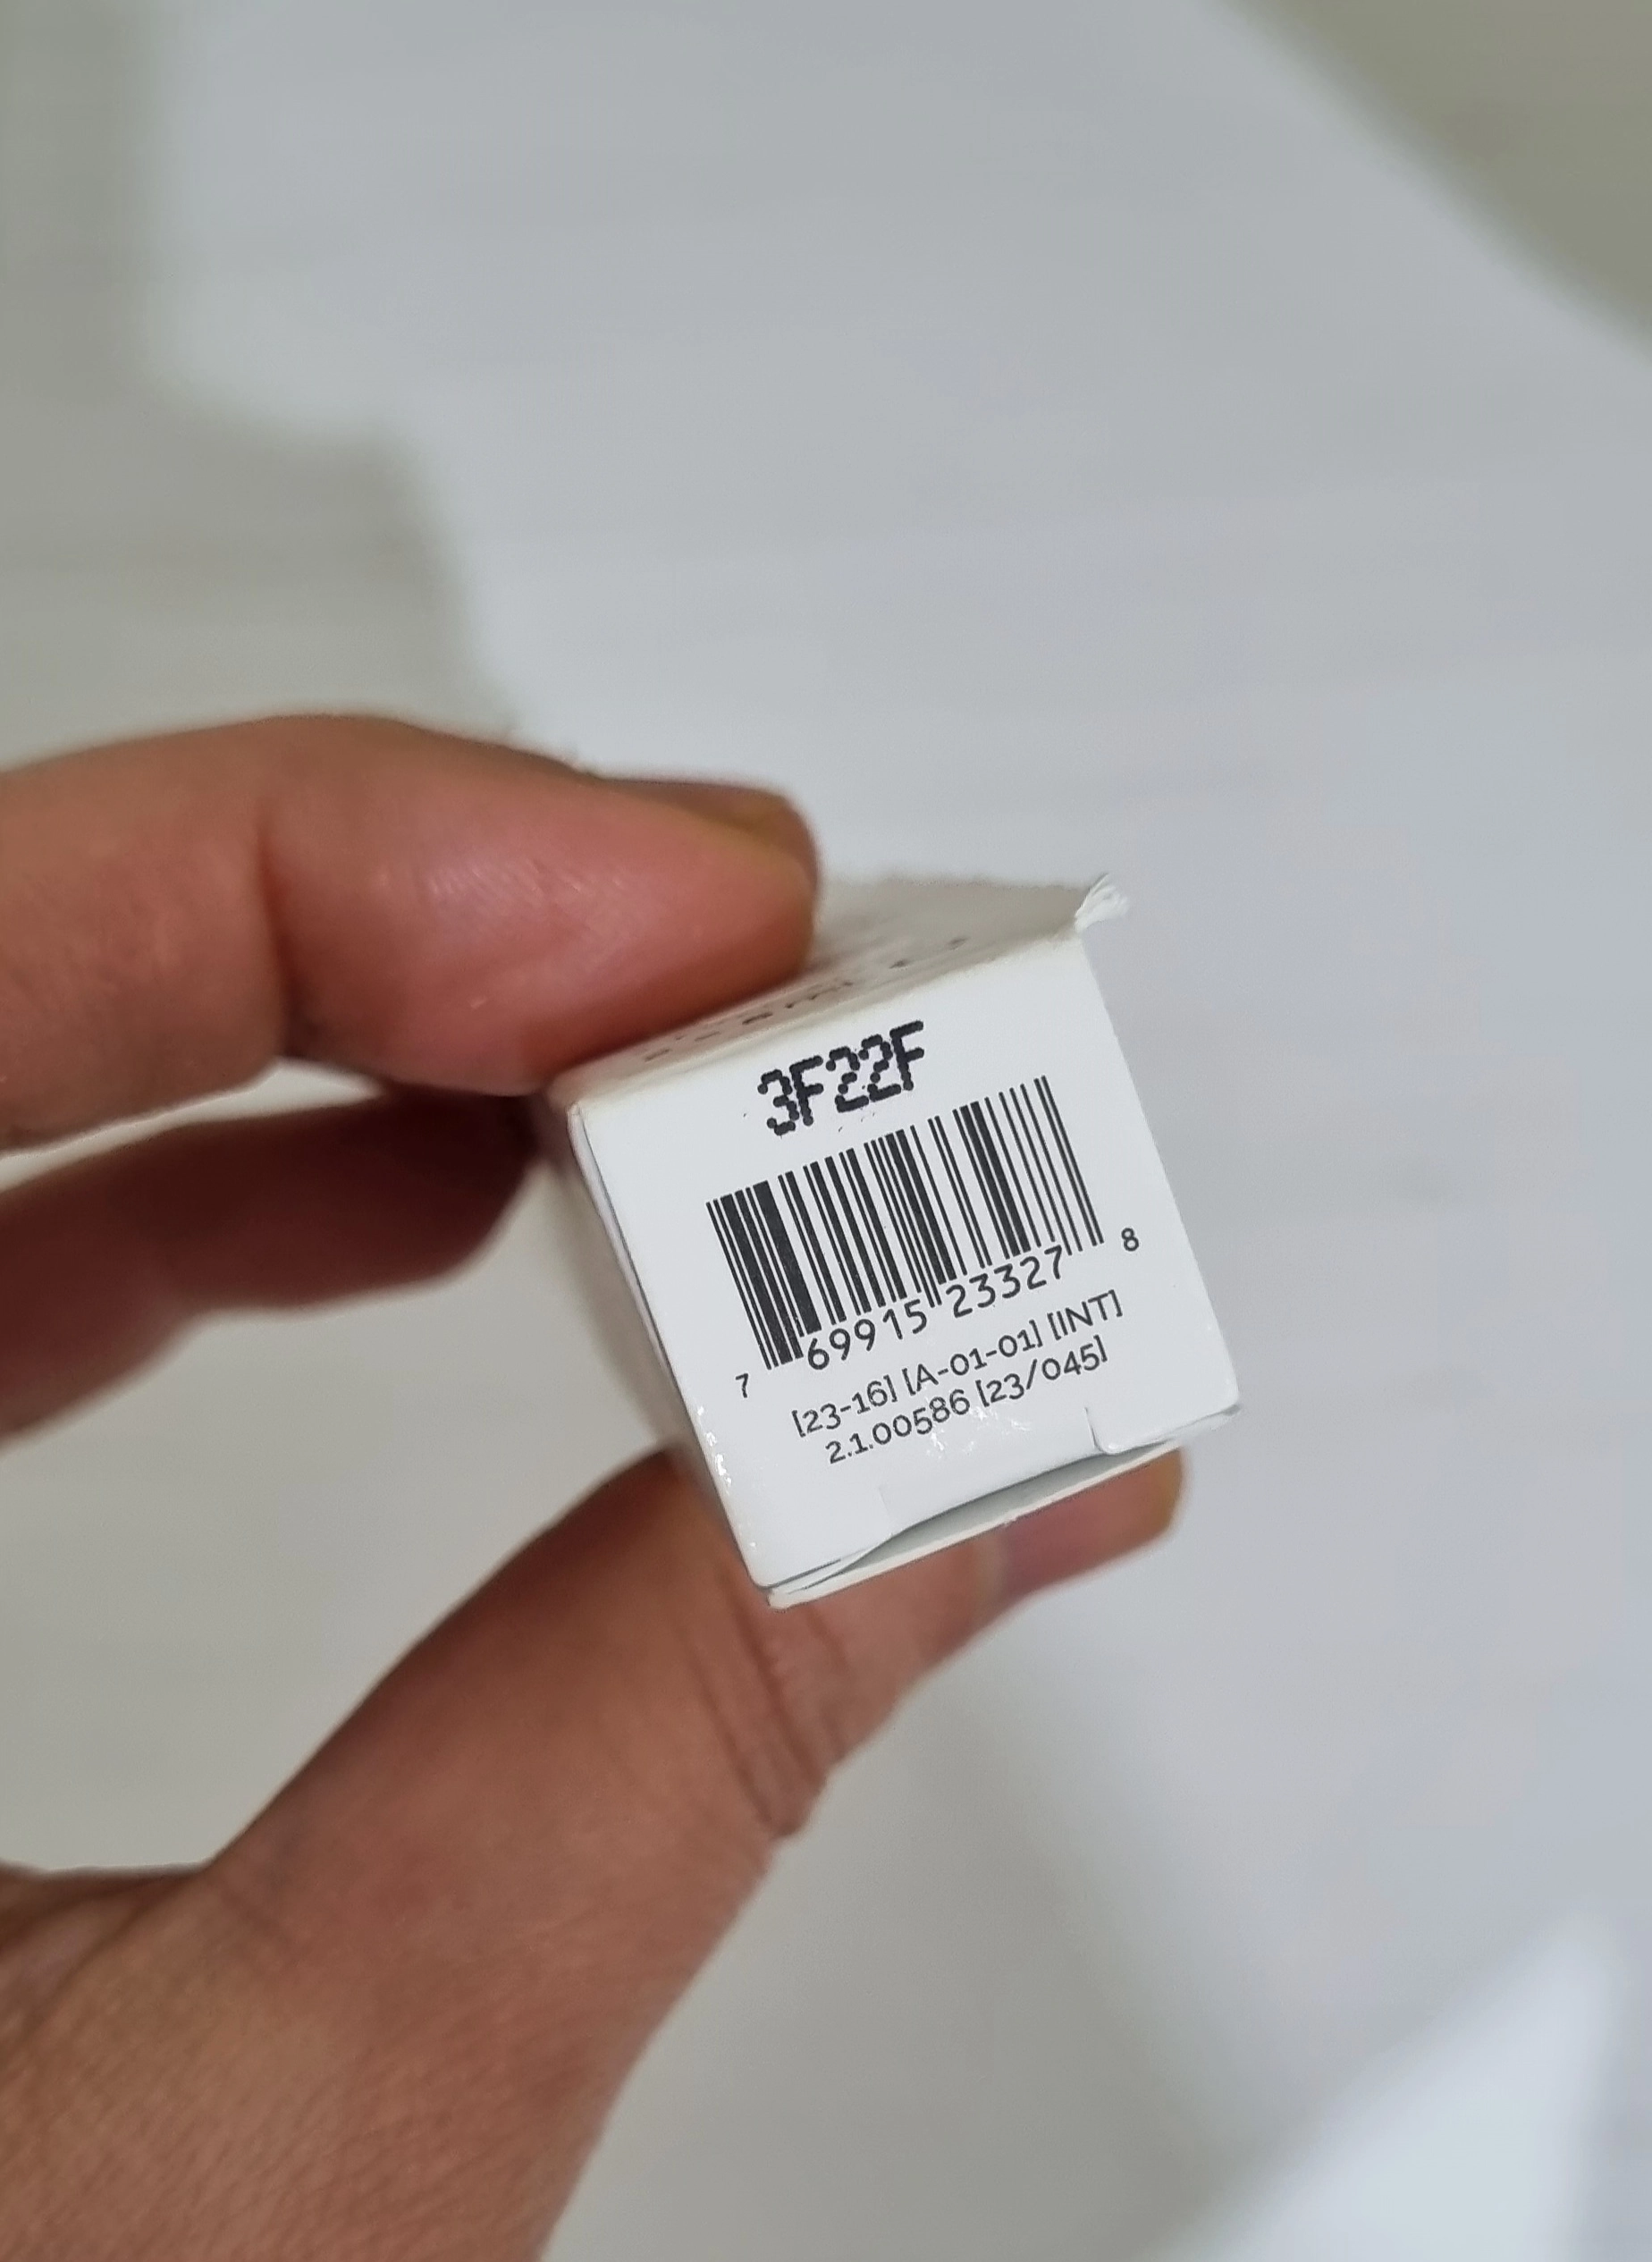 3F22F
7 69915 23327 8
[23-16] [A-01-01] [INT]
2.1.00586 [23/045]